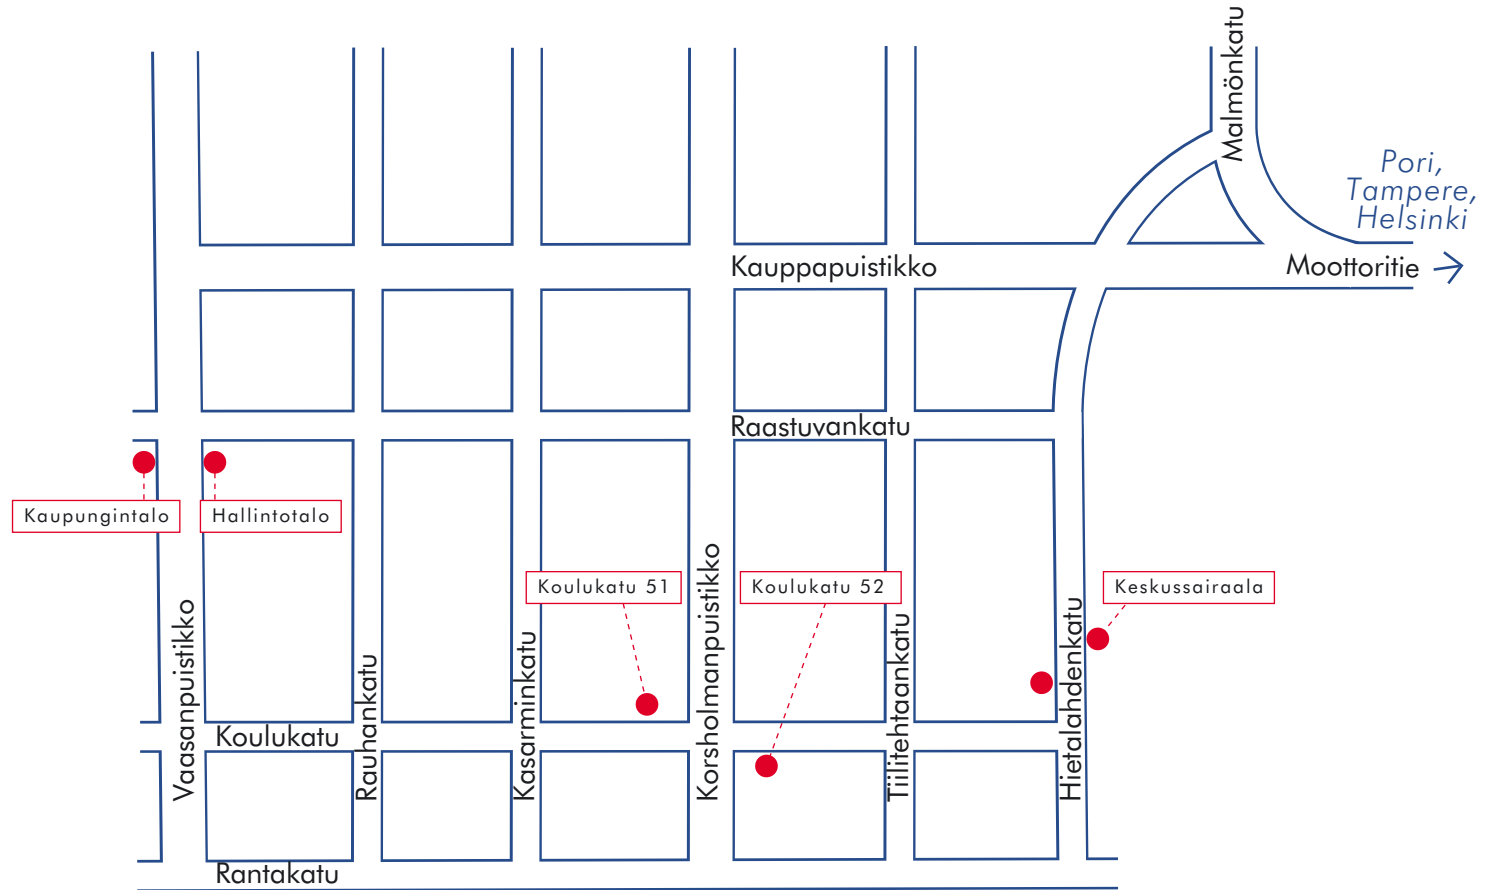 Malmönkatu
Pori,
Tampere,
Helsinki
Kauppapuistikko
Moottoritie
Raastuvankatu
Kaupungintalo
Hallintotalo
Koulukatu 51
Koulukatu 52
Keskussairaala
Vaasanpuistikko
Rauhankatu
Kasarminkatu
Korsholmanpuistikko
Tiilitehtaankatu
Hietalahdenkatu
Koulukatu
Rantakatu